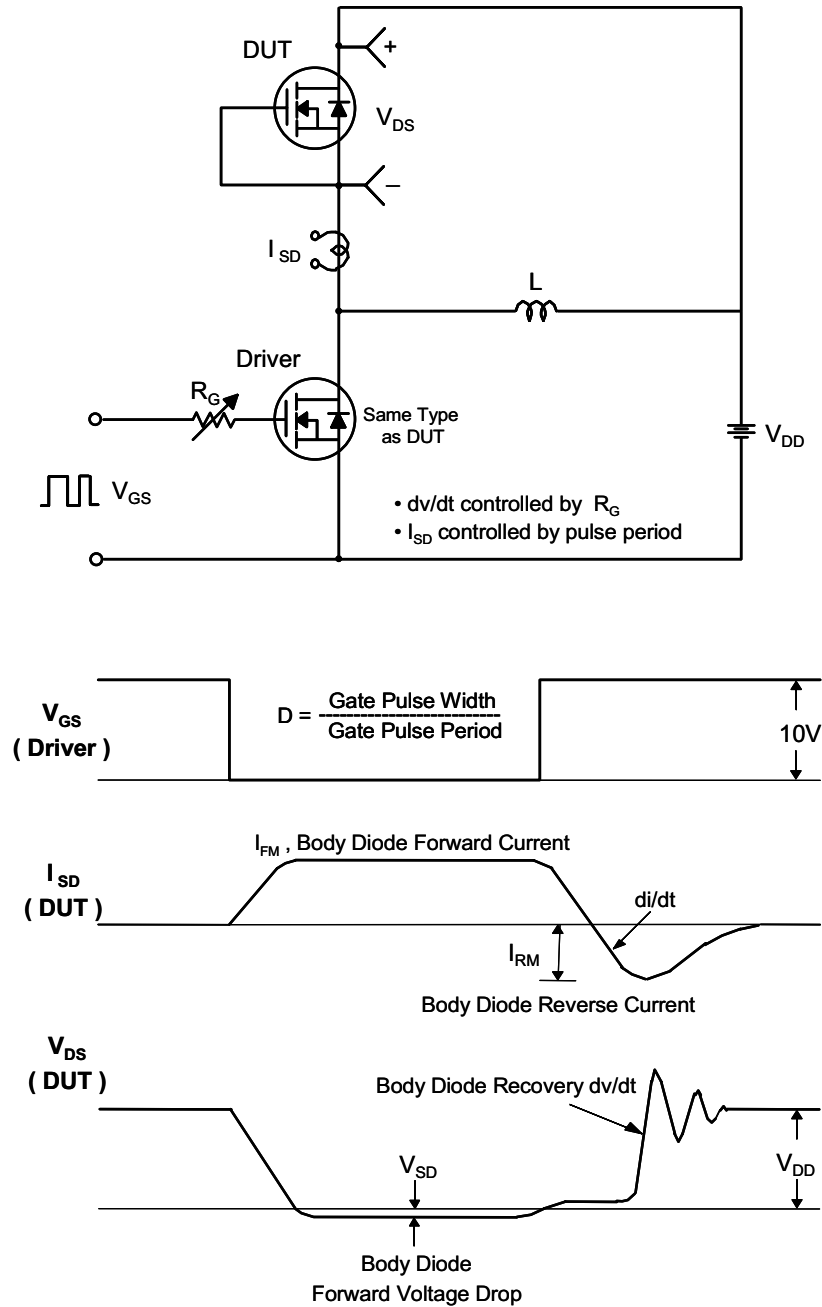 DUT
+
V_DS
–
I_SD
L
Driver
R_G
Same Type
as DUT
V_DD
V_GS
• dv/dt controlled by R_G
• I_SD controlled by pulse period
V_GS
( Driver )
D = Gate Pulse Width
Gate Pulse Period
10V
I_FM , Body Diode Forward Current
I_SD
( DUT )
di/dt
I_RM
Body Diode Reverse Current
V_DS
( DUT )
Body Diode Recovery dv/dt
V_SD
V_DD
Body Diode
Forward Voltage Drop